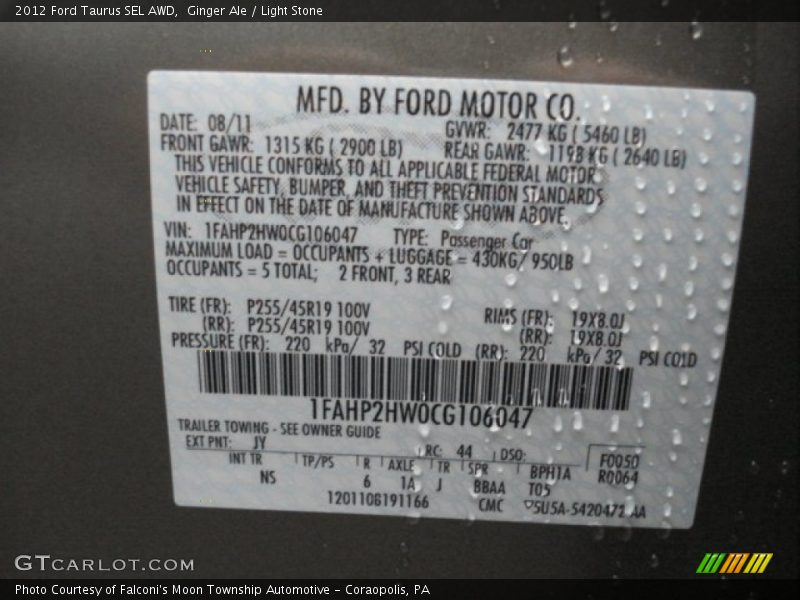 2012 Ford Taurus SEL AWD,  Ginger Ale / Light Stone
MFD. BY FORD MOTOR CO.
DATE: 08/11 GVWR: 2477 KG ( 5460 LB)
FRONT GAWR: 1315 KG ( 2900 LB) REAR GAWR: 1198 KG ( 2640 LB)
THIS VEHICLE CONFORMS TO ALL APPLICABLE FEDERAL MOTOR
VEHICLE SAFETY, BUMPER, AND THEFT PREVENTION STANDARDS
IN EFFECT ON THE DATE OF MANUFACTURE SHOWN ABOVE.
VIN: 1FAHP2HW0CG106047 TYPE: Passenger Car
MAXIMUM LOAD = OCCUPANTS + LUGGAGE = 430KG/ 950LB
OCCUPANTS = 5 TOTAL; 2 FRONT, 3 REAR
TIRE (FR): P255/45R19 100V RIMS (FR): 19X8.0J
(RR): P255/45R19 100V (RR): 19X8.0J
PRESSURE (FR): 220 kPa/ 32 PSI COLD (RR): 220 kPa/ 32 PSI COLD
1FAHP2HW0CG106047
TRAILER TOWING - SEE OWNER GUIDE
EXT PNT: JY RC: 44 DSO: F0050
INT TR TP/PS R AXLE TR SPR BPH1A R0064
NS 6 1A J BBAA T05
1201106191166 CMC 5U5A-5420472-AA
GTCARLOT.COM
Photo Courtesy of Falconi's Moon Township Automotive – Coraopolis, PA